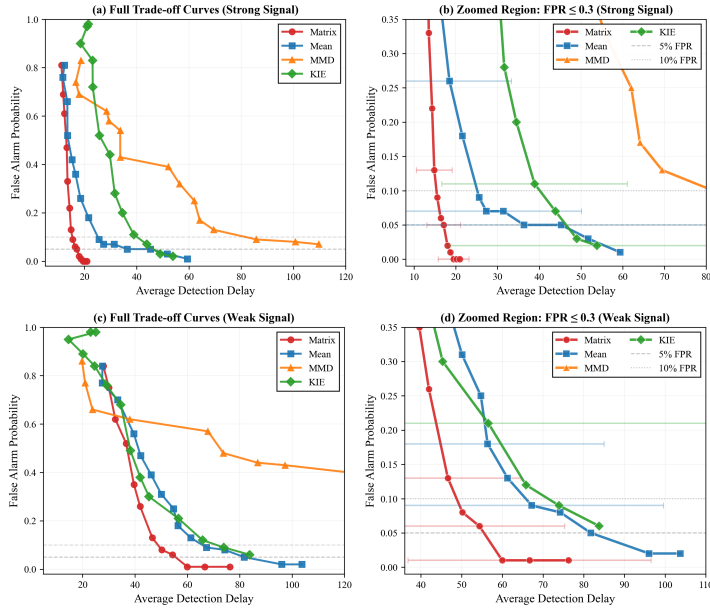 (a) Full Trade-off Curves (Strong Signal)
1.0
0.8
0.6
0.4
0.2
0.0
False Alarm Probability
0
20
40
60
80
100
120
Average Detection Delay
Matrix
Mean
MMD
KIE
(b) Zoomed Region: FPR ≤ 0.3 (Strong Signal)
0.35
0.30
0.25
0.20
0.15
0.10
0.05
0.00
False Alarm Probability
10
20
30
40
50
60
70
80
Average Detection Delay
Matrix
Mean
MMD
KIE
5% FPR
10% FPR
(c) Full Trade-off Curves (Weak Signal)
1.0
0.8
0.6
0.4
0.2
0.0
False Alarm Probability
20
40
60
80
100
120
Average Detection Delay
Matrix
Mean
MMD
KIE
(d) Zoomed Region: FPR ≤ 0.3 (Weak Signal)
0.35
0.30
0.25
0.20
0.15
0.10
0.05
0.00
False Alarm Probability
40
50
60
70
80
90
100
110
Average Detection Delay
Matrix
Mean
MMD
KIE
5% FPR
10% FPR